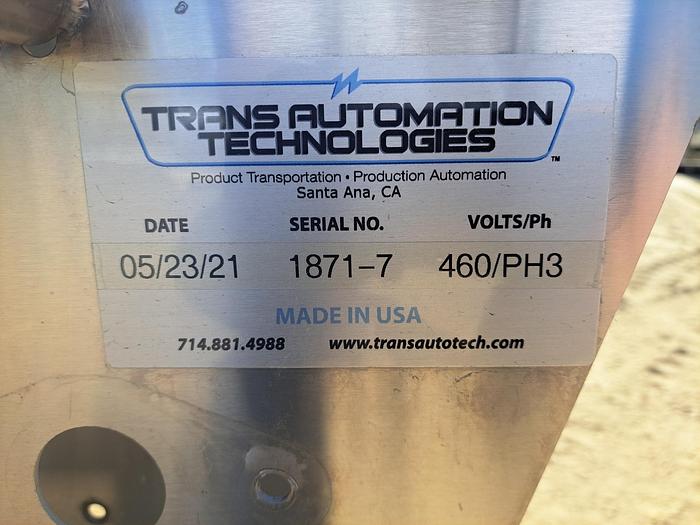 TRANS AUTOMATION
TECHNOLOGIES
™
Product Transportation • Production Automation
Santa Ana, CA
DATE SERIAL NO. VOLTS/Ph
05/23/21 1871-7 460/PH3
MADE IN USA
714.881.4988 www.transautotech.com